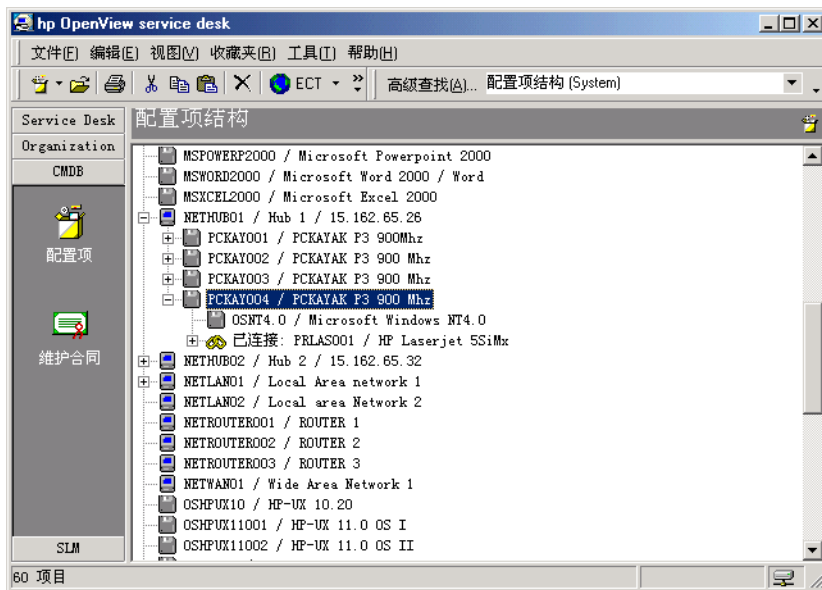 hp OpenView service desk
文件(F) 编辑(E) 视图(V) 收藏夹(B) 工具(T) 帮助(H)
ECT 高级查找(A)... 配置项结构 (System)
Service Desk
Organization
CMDB
配置项
维护合同
SLM
配置项结构
MSPOWERP2000 / Microsoft Powerpoint 2000
MSWORD2000 / Microsoft Word 2000 / Word
MSXCEL2000 / Microsoft Excel 2000
NETHUB01 / Hub 1 / 15.162.65.26
PCKAYO01 / PCKAYAK P3 900Mhz
PCKAYO02 / PCKAYAK P3 900 Mhz
PCKAYO03 / PCKAYAK P3 900 Mhz
PCKAYO04 / PCKAYAK P3 900 Mhz
OSNT4.0 / Microsoft Windows NT4.0
已连接: PRLAS001 / HP Laserjet 5SiMx
NETHUB02 / Hub 2 / 15.162.65.32
NETLAN01 / Local Area network 1
NETLAN02 / Local area Network 2
NETROUTER001 / ROUTER 1
NETROUTER002 / ROUTER 2
NETROUTER003 / ROUTER 3
NETWAN01 / Wide Area Network 1
OSHPUX10 / HP-UX 10.20
OSHPUX11001 / HP-UX 11.0 OS I
OSHPUX11002 / HP-UX 11.0 OS II
60 项目